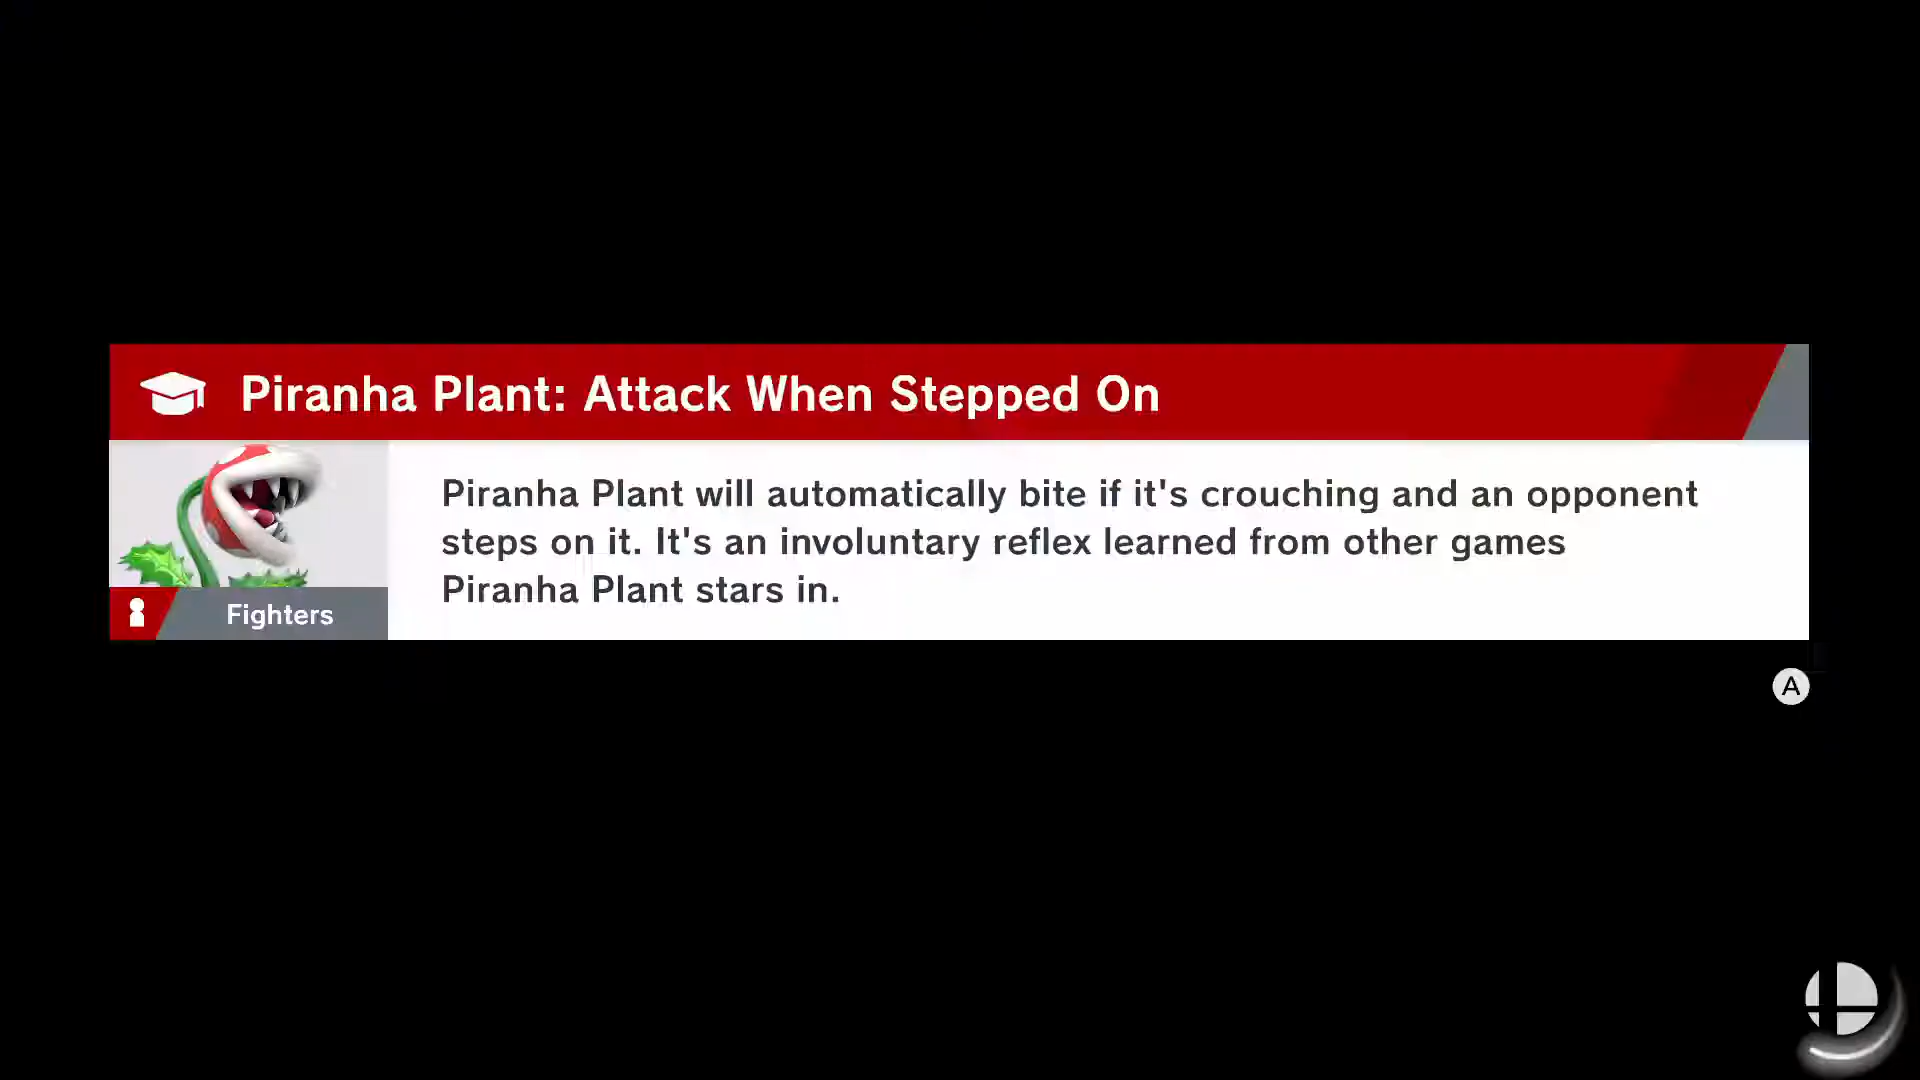 Piranha Plant: Attack When Stepped On
Piranha Plant will automatically bite if it's crouching and an opponent
steps on it. It's an involuntary reflex learned from other games
Piranha Plant stars in.
Fighters
A